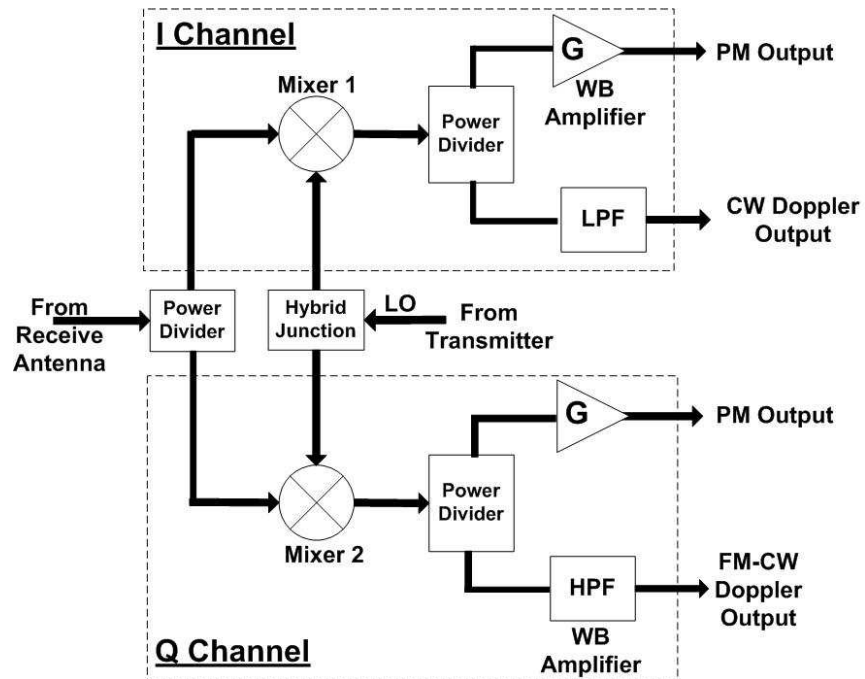 I Channel
Mixer 1
Power
Divider
G
WB
Amplifier
PM Output
LPF
CW Doppler
Output
From
Receive
Antenna
Power
Divider
Hybrid
Junction
LO
From
Transmitter
Mixer 2
Power
Divider
G
PM Output
HPF
WB
Amplifier
FM-CW
Doppler
Output
Q Channel